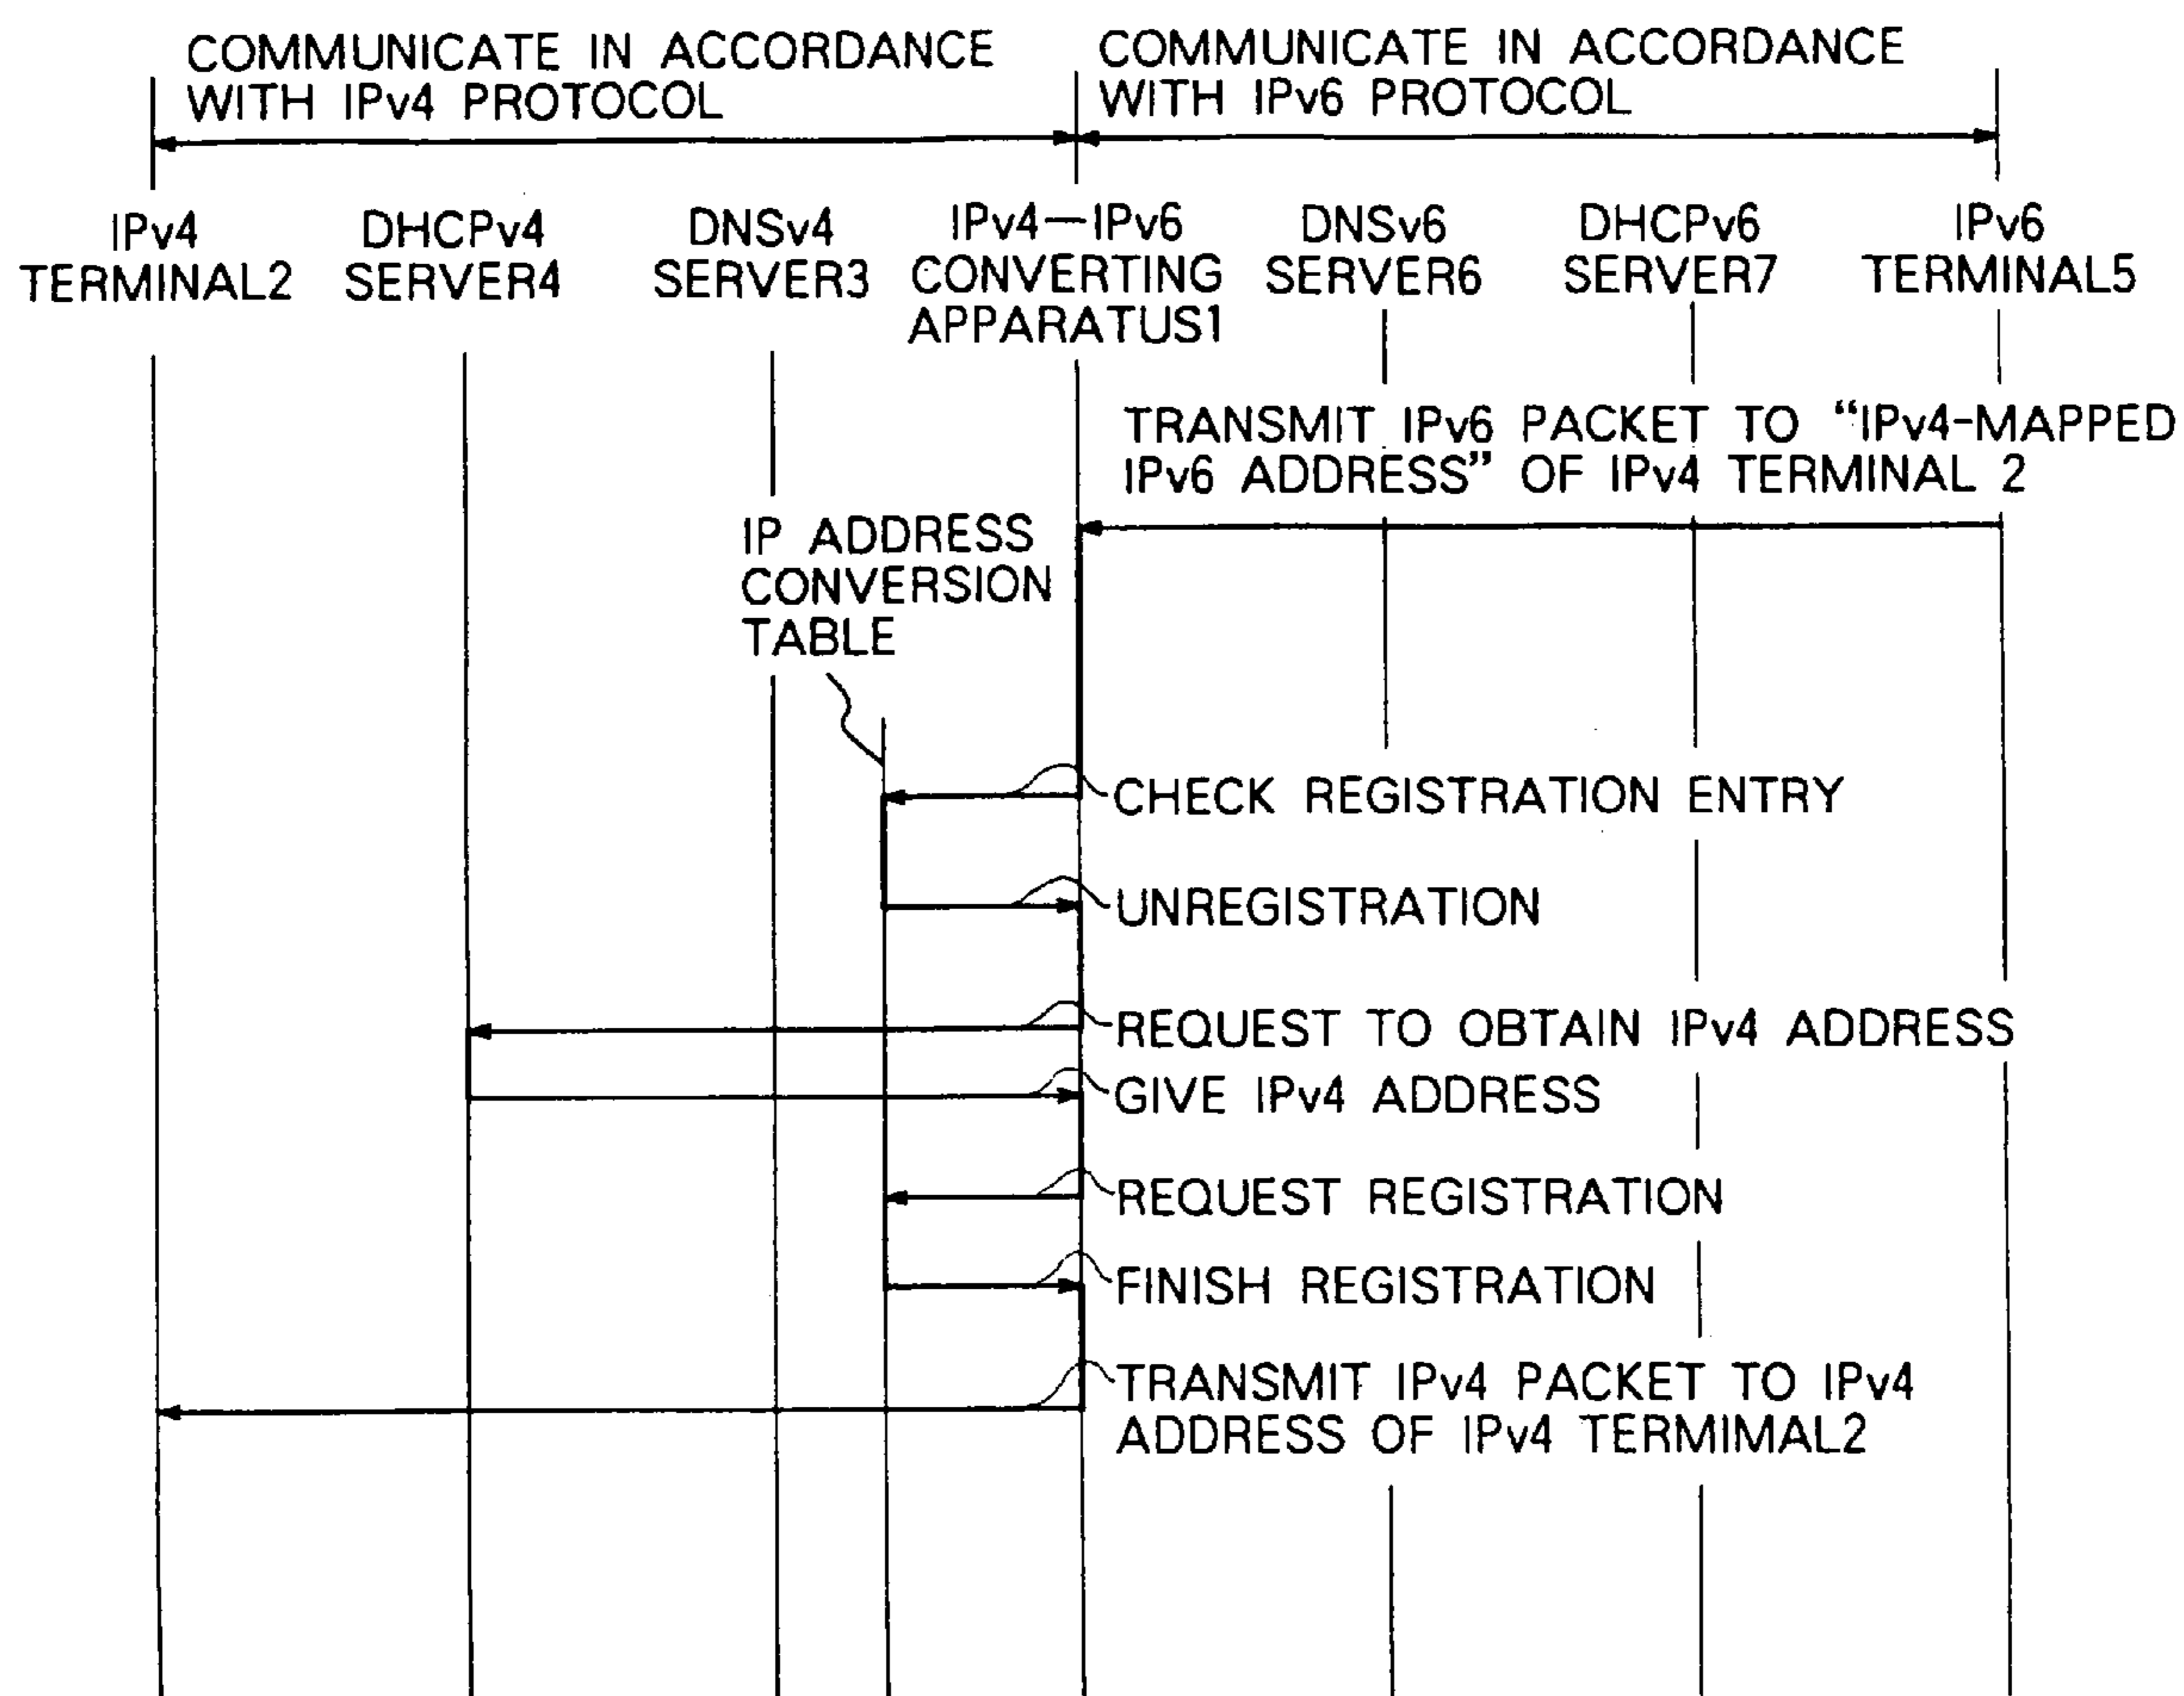 COMMUNICATE IN ACCORDANCE
WITH IPv4 PROTOCOL
COMMUNICATE IN ACCORDANCE
WITH IPv6 PROTOCOL
IPv4
TERMINAL2
DHCPv4
SERVER4
DNSv4
SERVER3
IPv4—IPv6
CONVERTING
APPARATUS1
DNSv6
SERVER6
DHCPv6
SERVER7
IPv6
TERMINAL5
TRANSMIT IPv6 PACKET TO “IPv4-MAPPED
IPv6 ADDRESS” OF IPv4 TERMINAL 2
IP ADDRESS
CONVERSION
TABLE
CHECK REGISTRATION ENTRY
UNREGISTRATION
REQUEST TO OBTAIN IPv4 ADDRESS
GIVE IPv4 ADDRESS
REQUEST REGISTRATION
FINISH REGISTRATION
TRANSMIT IPv4 PACKET TO IPv4
ADDRESS OF IPv4 TERMIMAL2